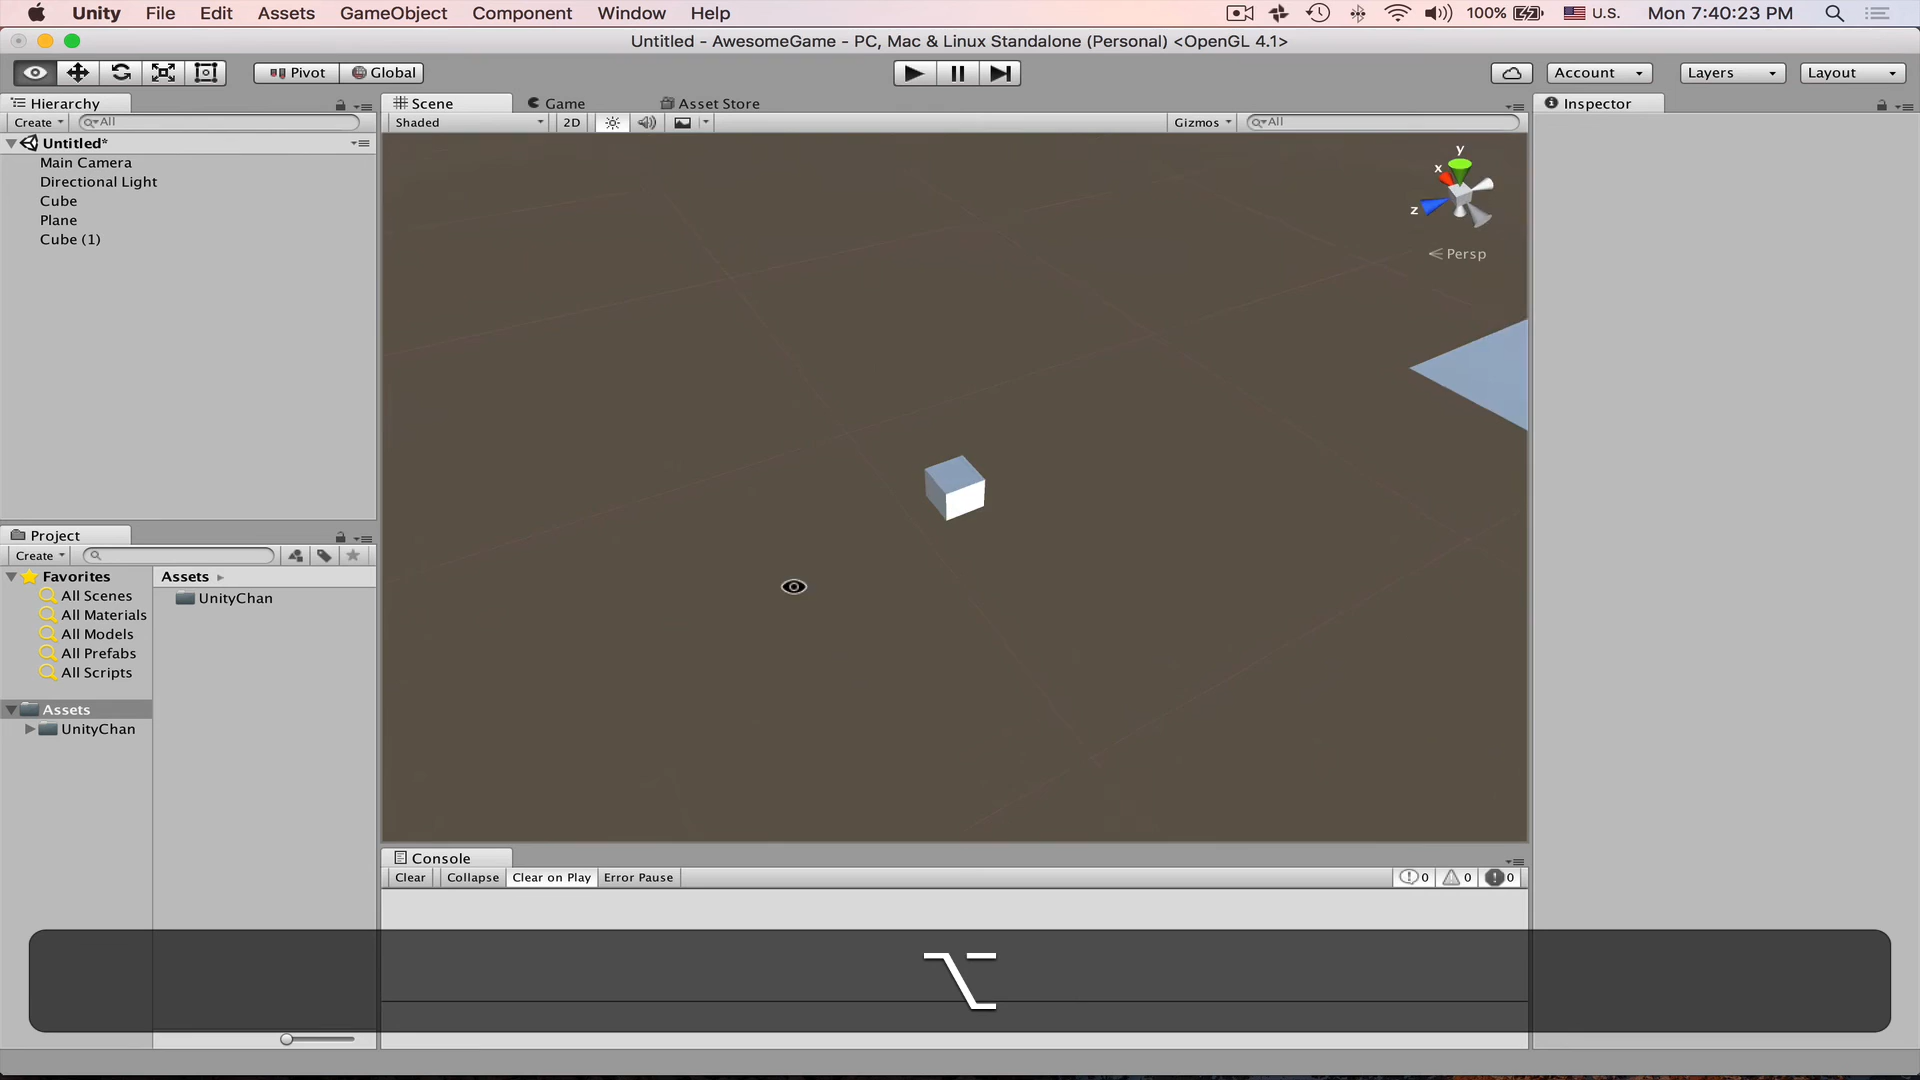 Unity File Edit Assets GameObject Component Window Help 100% U.S. Mon 7:40:23 PM
Untitled - AwesomeGame - PC, Mac & Linux Standalone (Personal) <OpenGL 4.1>
Pivot Global Account Layers Layout
Hierarchy
Create All
Untitled*
Main Camera
Directional Light
Cube
Plane
Cube (1)
Scene Game Asset Store
Shaded 2D Gizmos All
y
x
z
Persp
Inspector
Project
Create
Favorites
All Scenes
All Materials
All Models
All Prefabs
All Scripts
Assets
UnityChan
Assets
UnityChan
Console
Clear Collapse Clear on Play Error Pause 0 0 0
⌥